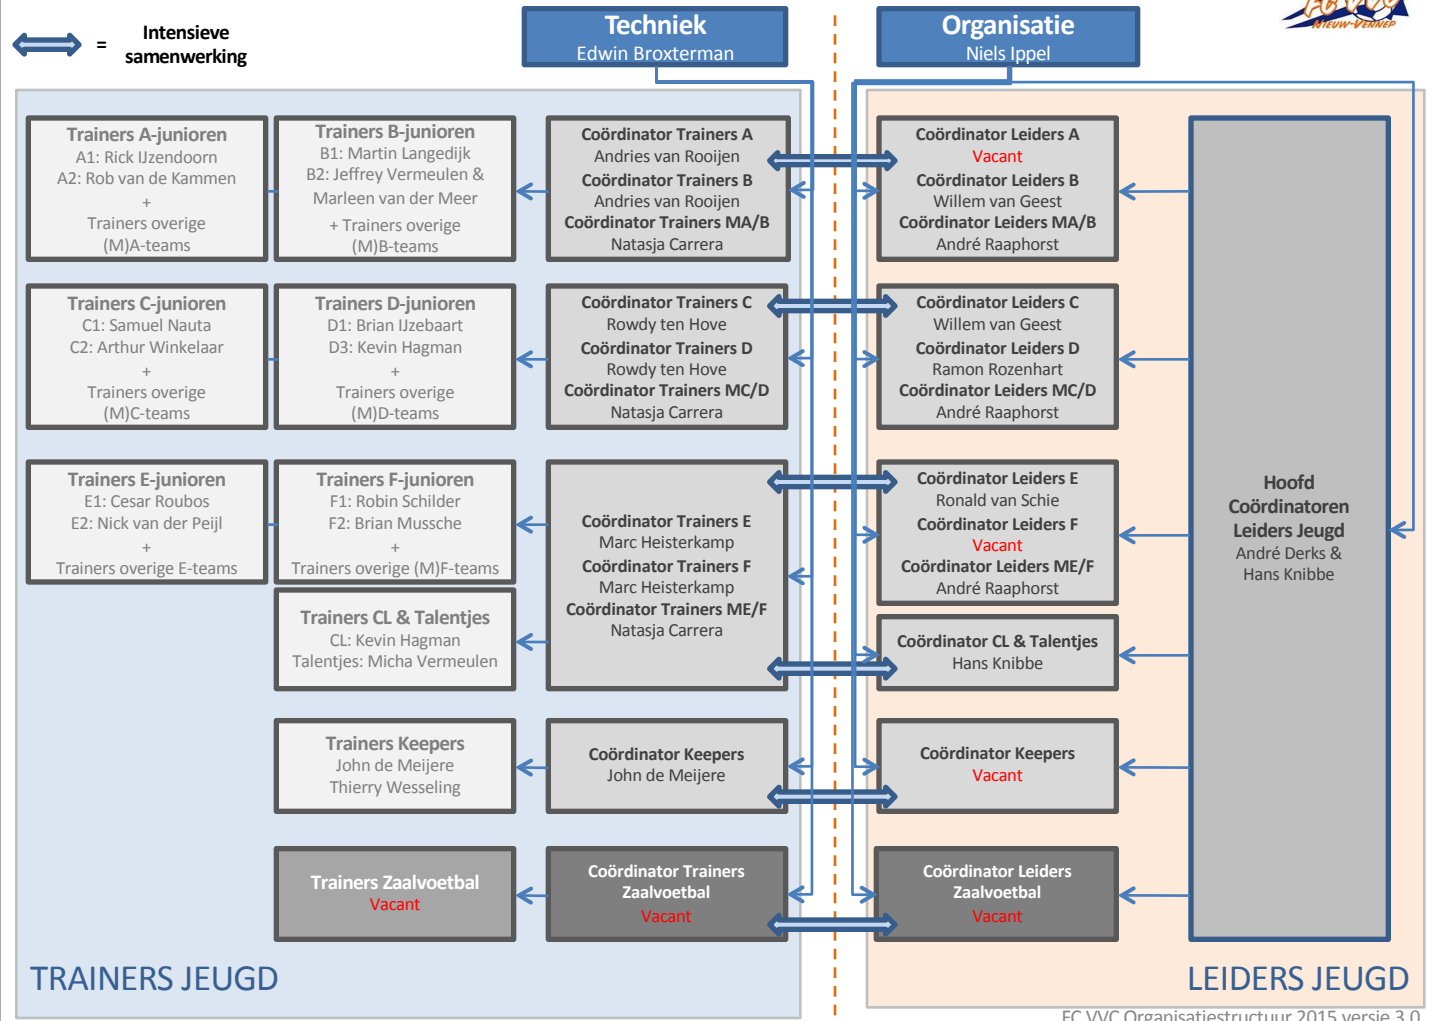 =
Intensieve
samenwerking
Techniek
Edwin Broxterman
Organisatie
Niels Ippel
FC VVC
NIEUW-VENNEP
Trainers A-junioren
A1: Rick IJzendoorn
A2: Rob van de Kammen
+
Trainers overige
(M)A-teams
Trainers B-junioren
B1: Martin Langedijk
B2: Jeffrey Vermeulen &
Marleen van der Meer
+ Trainers overige
(M)B-teams
Coördinator Trainers A
Andries van Rooijen
Coördinator Trainers B
Andries van Rooijen
Coördinator Trainers MA/B
Natasja Carrera
Coördinator Leiders A
Vacant
Coördinator Leiders B
Willem van Geest
Coördinator Leiders MA/B
André Raaphorst
Trainers C-junioren
C1: Samuel Nauta
C2: Arthur Winkelaar
+
Trainers overige
(M)C-teams
Trainers D-junioren
D1: Brian IJzebaart
D3: Kevin Hagman
+
Trainers overige
(M)D-teams
Coördinator Trainers C
Rowdy ten Hove
Coördinator Trainers D
Rowdy ten Hove
Coördinator Trainers MC/D
Natasja Carrera
Coördinator Leiders C
Willem van Geest
Coördinator Leiders D
Ramon Rozenhart
Coördinator Leiders MC/D
André Raaphorst
Trainers E-junioren
E1: Cesar Roubos
E2: Nick van der Peijl
+
Trainers overige E-teams
Trainers F-junioren
F1: Robin Schilder
F2: Brian Mussche
+
Trainers overige (M)F-teams
Coördinator Trainers E
Marc Heisterkamp
Coördinator Trainers F
Marc Heisterkamp
Coördinator Trainers ME/F
Natasja Carrera
Coördinator Leiders E
Ronald van Schie
Coördinator Leiders F
Vacant
Coördinator Leiders ME/F
André Raaphorst
Hoofd
Coördinatoren
Leiders Jeugd
André Derks &
Hans Knibbe
Trainers CL & Talentjes
CL: Kevin Hagman
Talentjes: Micha Vermeulen
Coördinator CL & Talentjes
Hans Knibbe
Trainers Keepers
John de Meijere
Thierry Wesseling
Coördinator Keepers
John de Meijere
Coördinator Keepers
Vacant
Trainers Zaalvoetbal
Vacant
Coördinator Trainers
Zaalvoetbal
Vacant
Coördinator Leiders
Zaalvoetbal
Vacant
TRAINERS JEUGD
LEIDERS JEUGD
FC VVC Organisatiestructuur 2015 versie 3.0